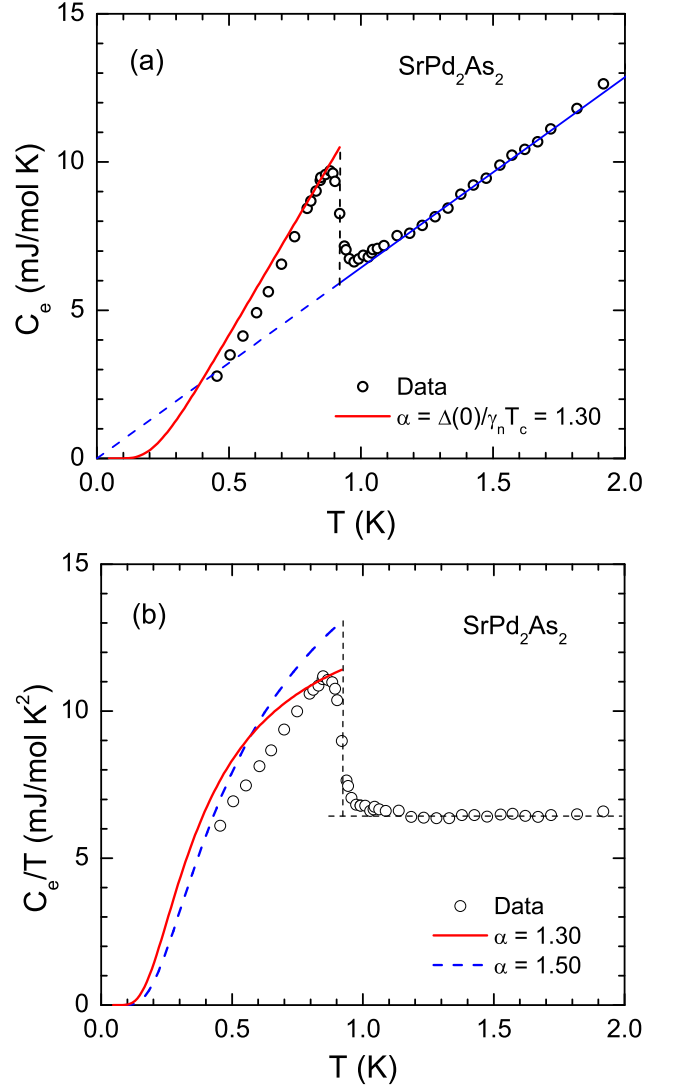 15
(a)
SrPd₂As₂
10
5
0
Cₑ (mJ/mol K)
Data
α = Δ(0)/γₙT꜀ = 1.30
0.0 0.5 1.0 1.5 2.0
T (K)
15
(b)
SrPd₂As₂
10
5
0
Cₑ/T (mJ/mol K²)
Data
α = 1.30
α = 1.50
0.0 0.5 1.0 1.5 2.0
T (K)